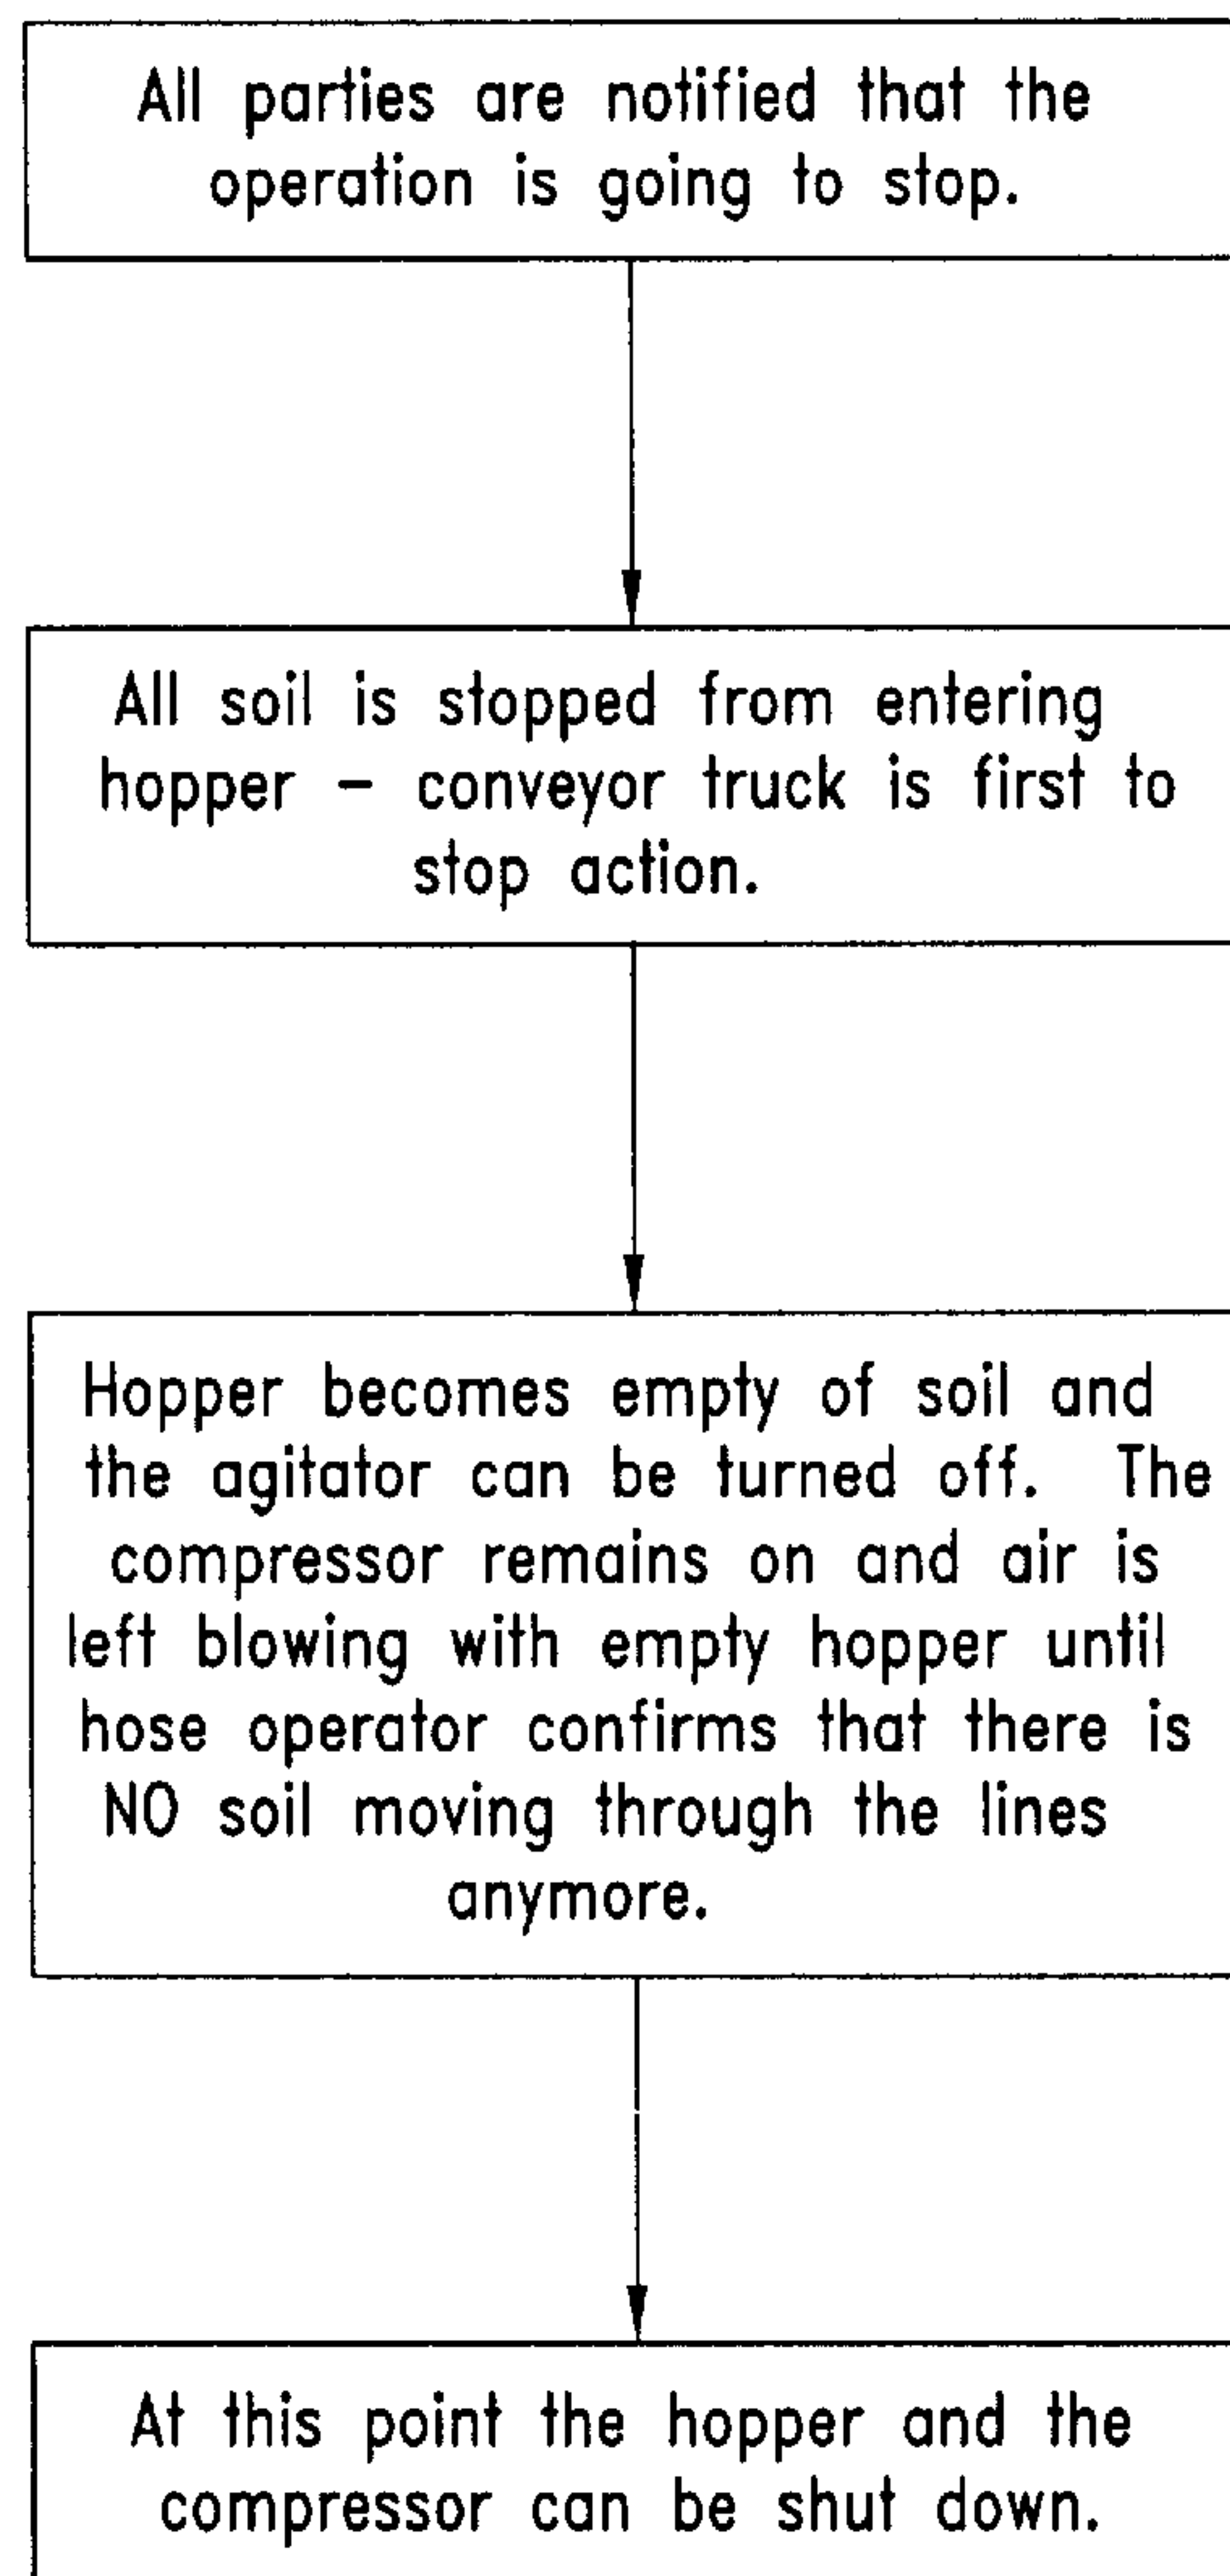 All parties are notified that the
operation is going to stop.
All soil is stopped from entering
hopper – conveyor truck is first to
stop action.
Hopper becomes empty of soil and
the agitator can be turned off. The
compressor remains on and air is
left blowing with empty hopper until
hose operator confirms that there is
NO soil moving through the lines
anymore.
At this point the hopper and the
compressor can be shut down.